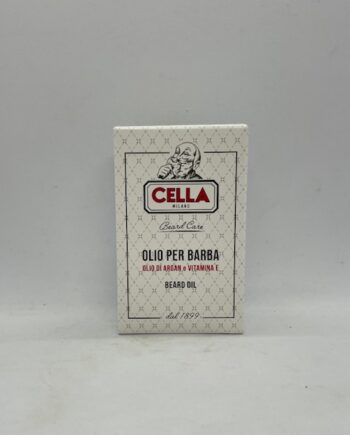 CELLA
MILANO
Beard Care
OLIO PER BARBA
OLIO DI ARGAN e VITAMINA E
BEARD OIL
dal 1899